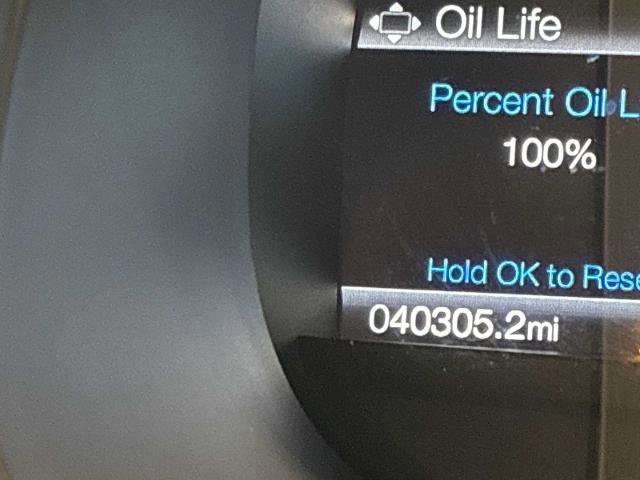 Oil Life
Percent Oil L
100%
Hold OK to Rese
040305.2mi